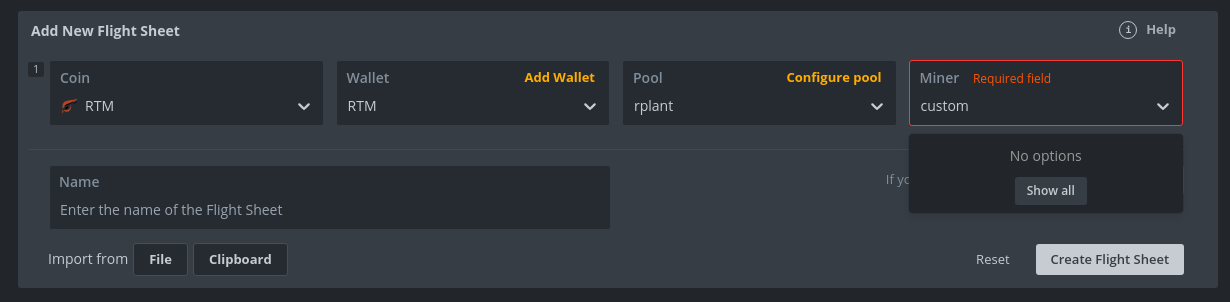 Add New Flight Sheet
Help
1
Coin
RTM
Wallet Add Wallet
RTM
Pool Configure pool
rplant
Miner Required field
custom
No options
Show all
Name
Enter the name of the Flight Sheet
If yo
Import from File Clipboard
Reset Create Flight Sheet